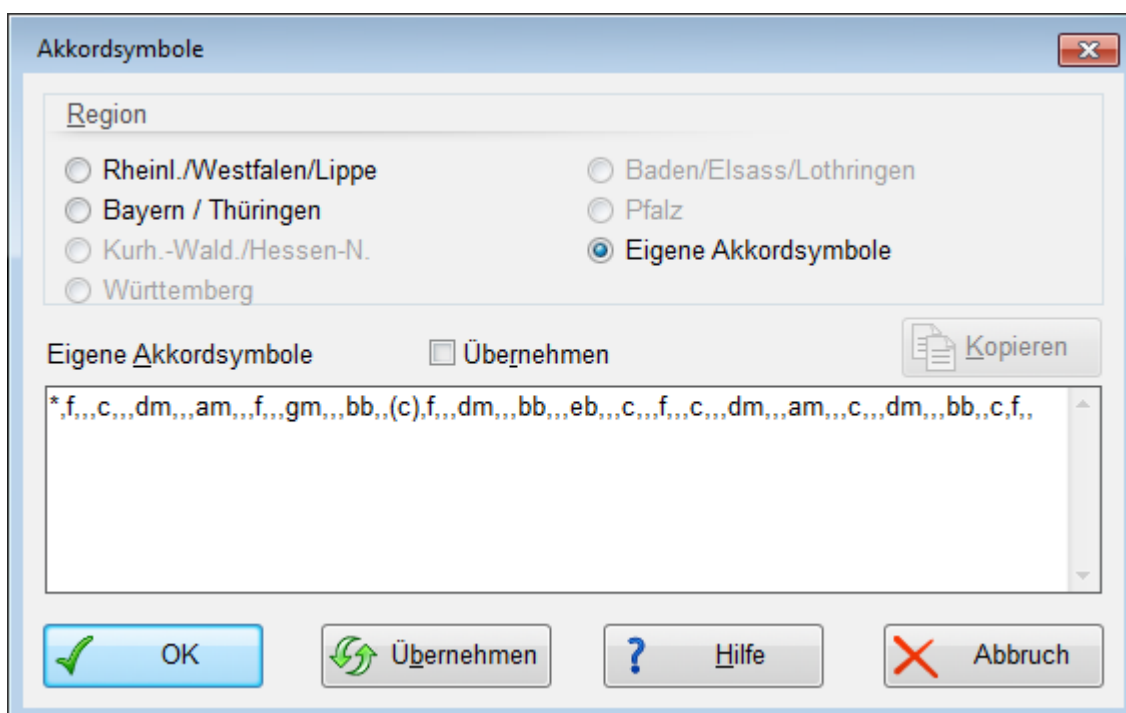 Akkordsymbole
Region
Rheinl./Westfalen/Lippe
Bayern / Thüringen
Kurh.-Wald./Hessen-N.
Württemberg
Baden/Elsass/Lothringen
Pfalz
Eigene Akkordsymbole
Eigene Akkordsymbole
Übernehmen
Kopieren
*,f,,,c,,,dm,,,am,,,f,,,gm,,,bb,,(c),f,,,dm,,,bb,,,eb,,,c,,,f,,,c,,,dm,,,am,,,c,,,dm,,,bb,,c,f,,
OK
Übernehmen
Hilfe
Abbruch